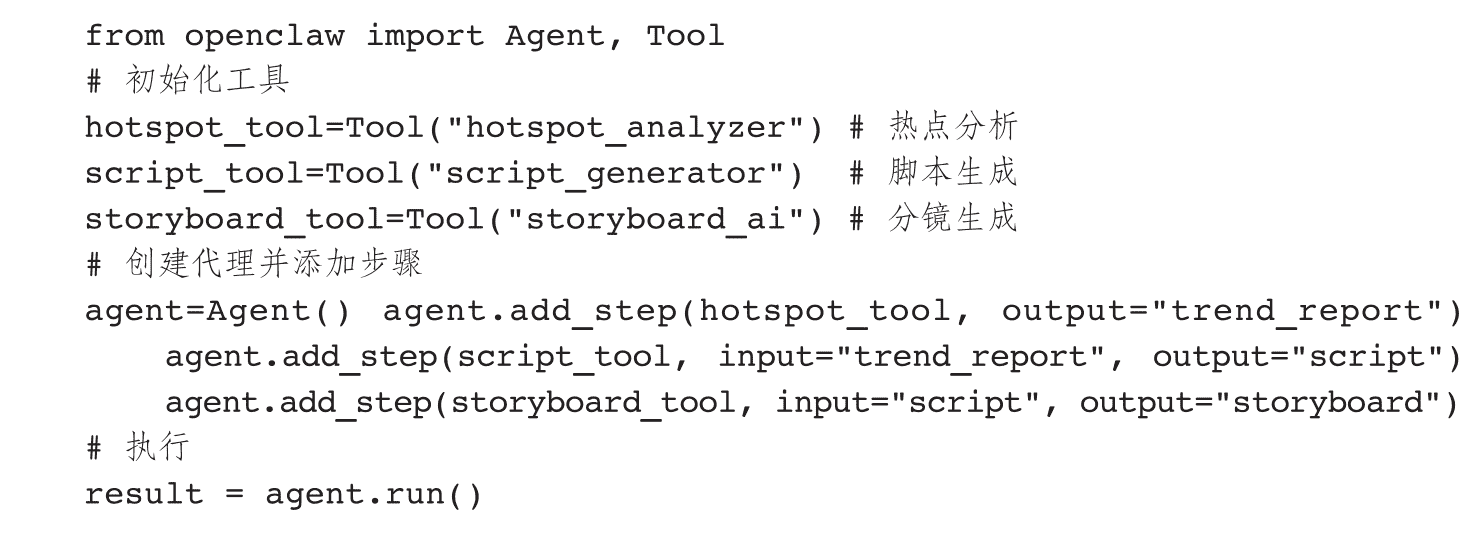 from openclaw import Agent, Tool
# 初始化工具
hotspot_tool=Tool("hotspot_analyzer") # 热点分析
script_tool=Tool("script_generator")  # 脚本生成
storyboard_tool=Tool("storyboard_ai") # 分镜生成
# 创建代理并添加步骤
agent=Agent() agent.add_step(hotspot_tool, output="trend_report")
    agent.add_step(script_tool, input="trend_report", output="script")
    agent.add_step(storyboard_tool, input="script", output="storyboard")
# 执行
result = agent.run()